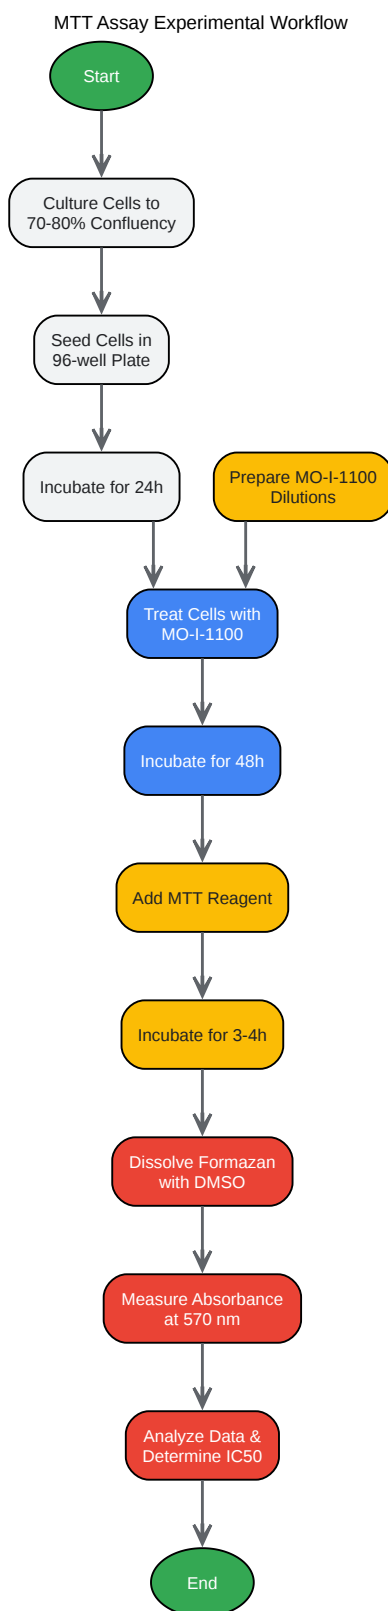 MTT Assay Experimental Workflow
Start
Culture Cells to
70-80% Confluency
Seed Cells in
96-well Plate
Incubate for 24h
Prepare MO-I-1100
Dilutions
Treat Cells with
MO-I-1100
Incubate for 48h
Add MTT Reagent
Incubate for 3-4h
Dissolve Formazan
with DMSO
Measure Absorbance
at 570 nm
Analyze Data &
Determine IC50
End